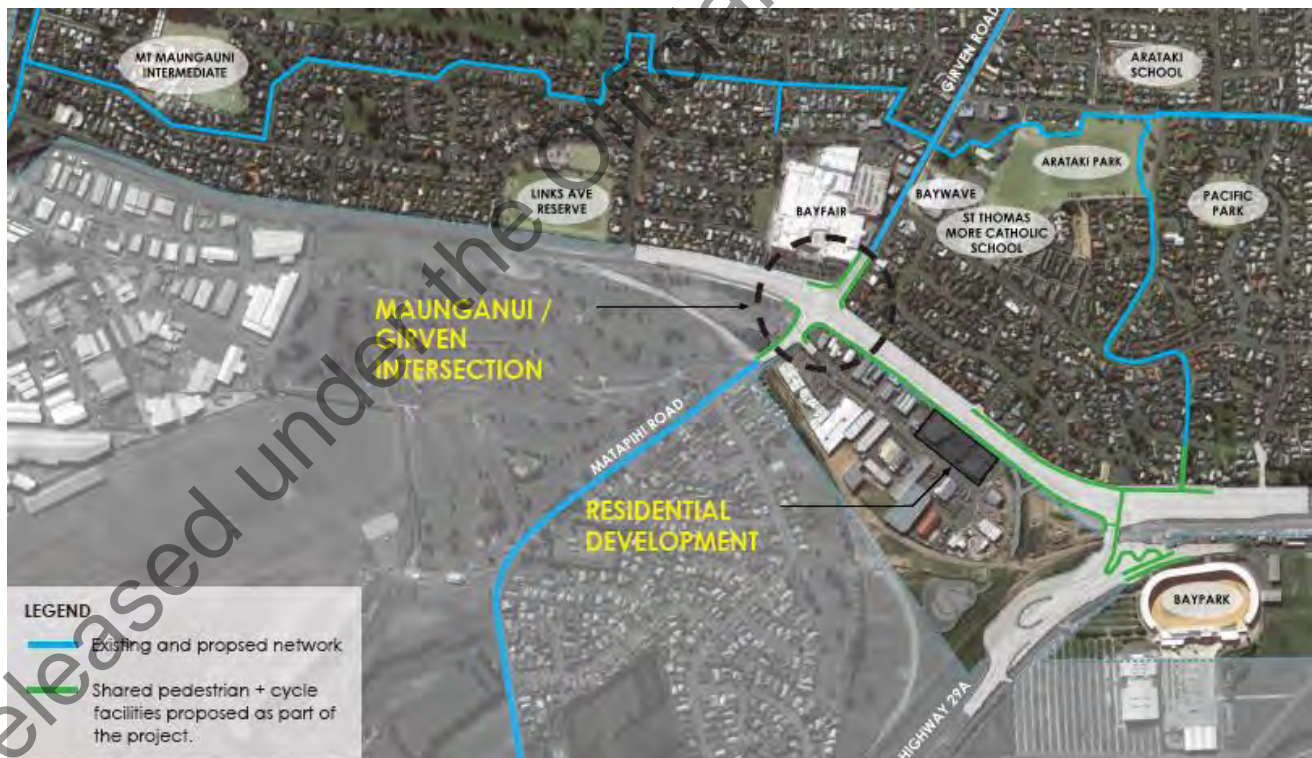 MT MAUNGAUNI
INTERMEDIATE
GIRVEN ROAD
ARATAKI
SCHOOL
LINKS AVE
RESERVE
BAYFAIR
BAYWAVE
ARATAKI PARK
ST THOMAS
MORE CATHOLIC
SCHOOL
PACIFIC
PARK
MAUNGANUI /
GIRVEN
INTERSECTION
MATAPIHI ROAD
RESIDENTIAL
DEVELOPMENT
BAYPARK
HIGHWAY 29A
LEGEND
Existing and propsed network
Shared pedestrian + cycle
facilities proposed as part of
the project.
eleased under the Official